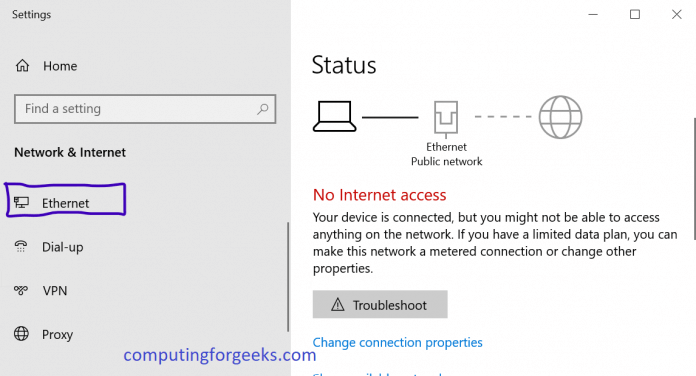 Settings
Home
Find a setting
Network & Internet
Ethernet
Dial-up
VPN
Proxy
computingforgeeks.com
Status
Ethernet
Public network
No Internet access
Your device is connected, but you might not be able to access
anything on the network. If you have a limited data plan, you can
make this network a metered connection or change other
properties.
Troubleshoot
Change connection properties